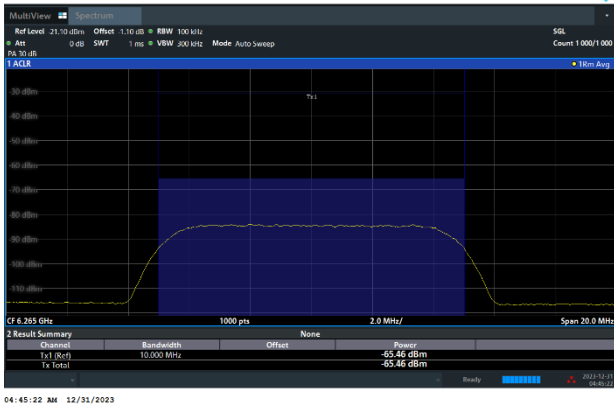 MultiView Spectrum
Ref Level -21.10 dBm Offset -1.10 dB RBW 100 kHz SGL
Att 0 dB SWT 1 ms VBW 300 kHz Mode Auto Sweep Count 1000/1000
PA 30 dB
1 ACLR 1Rm Avg
-30 dBm
Tx1
-40 dBm
-50 dBm
-60 dBm
-70 dBm
-80 dBm
-90 dBm
-100 dBm
-110 dBm
CF 6.265 GHz 1000 pts 2.0 MHz/ Span 20.0 MHz
2 Result Summary None
Channel Bandwidth Offset Power
Tx1 (Ref) 10.000 MHz -65.46 dBm
Tx Total -65.46 dBm
Ready 2023-12-31
04:45:22
04:45:22 AM 12/31/2023